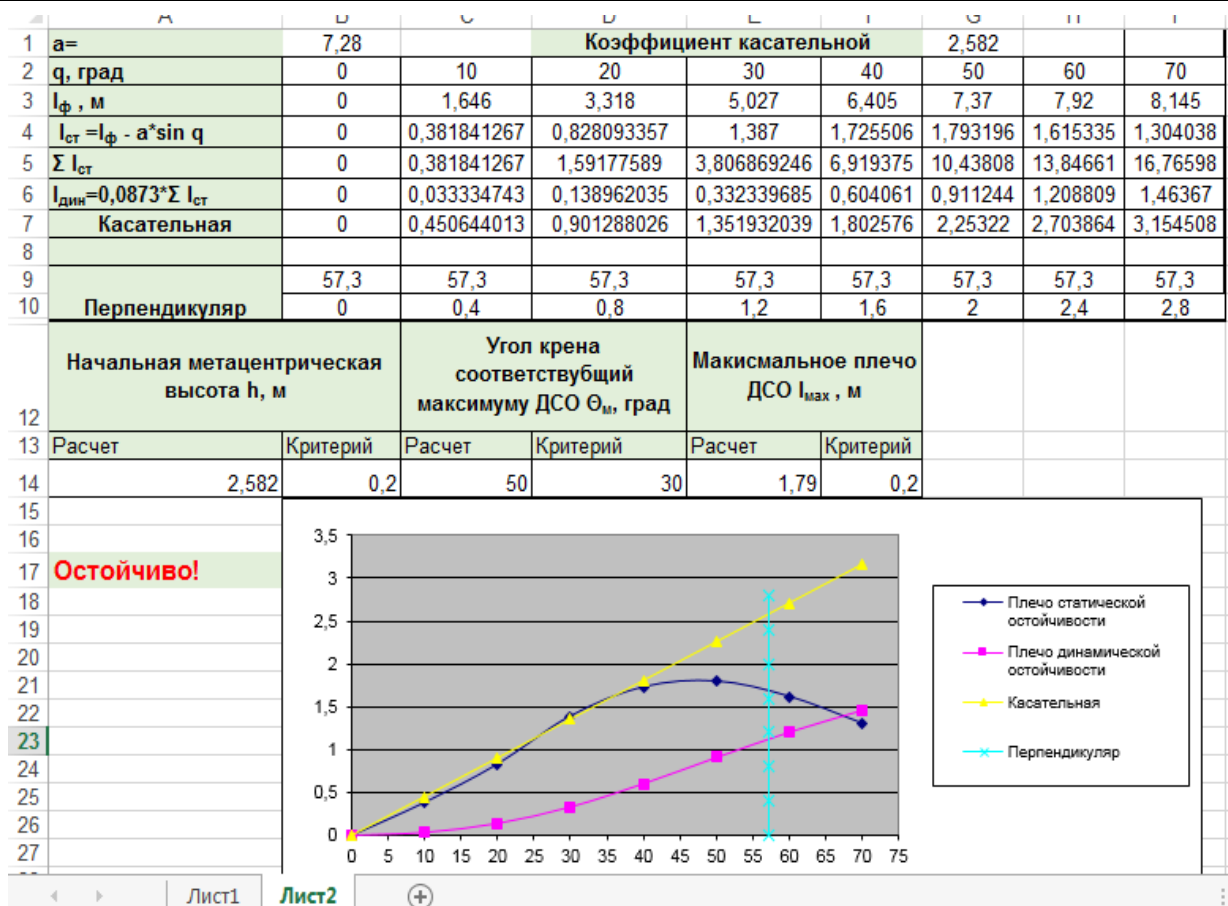 1 a= 7,28 Коэффициент касательной 2,582
2 q, град 0 10 20 30 40 50 60 70
3 lф , м 0 1,646 3,318 5,027 6,405 7,37 7,92 8,145
4 lст =lф - a*sin q 0 0,381841267 0,828093357 1,387 1,725506 1,793196 1,615335 1,304038
5 Σ lст 0 0,381841267 1,59177589 3,806869246 6,919375 10,43808 13,84661 16,76598
6 lдин=0,0873*Σ lст 0 0,033334743 0,138962035 0,332339685 0,604061 0,911244 1,208809 1,46367
7 Касательная 0 0,450644013 0,901288026 1,351932039 1,802576 2,25322 2,703864 3,154508
8
9 57,3 57,3 57,3 57,3 57,3 57,3 57,3 57,3
10 Перпендикуляр 0 0,4 0,8 1,2 1,6 2 2,4 2,8
Начальная метацентрическая
высота h, м
Угол крена
соответствубщий
максимуму ДСО Θм, град
Макисмальное плечо
ДСО lмах , м
12
13 Расчет Критерий Расчет Критерий Расчет Критерий
14 2,582 0,2 50 30 1,79 0,2
15
16
17 Остойчиво!
18
19
20
21
22
23
24
25
26
27
3,5
3
2,5
2
1,5
1
0,5
0
0 5 10 15 20 25 30 35 40 45 50 55 60 65 70 75
Плечо статической
остойчивости
Плечо динамической
остойчивости
Касательная
Перпендикуляр
Лист1 Лист2